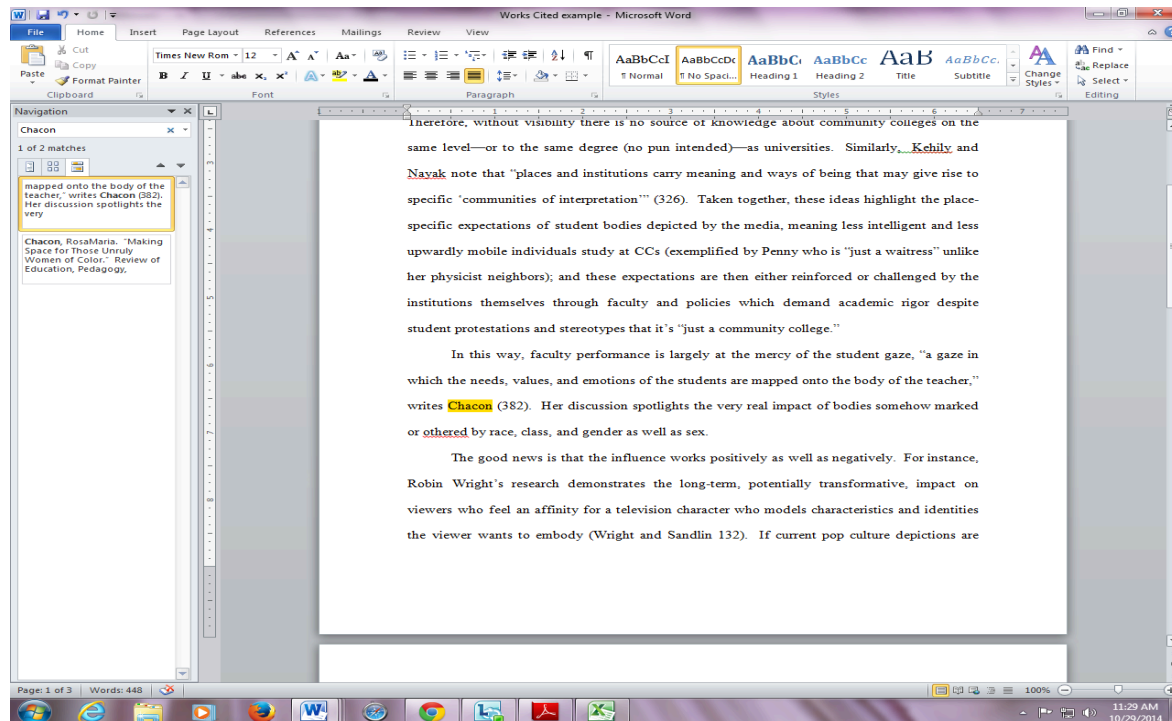 Works Cited example - Microsoft Word
File Home Insert Page Layout References Mailings Review View
Paste
Cut
Copy
Format Painter
Clipboard
Times New Rom 12
Font
Paragraph
AaBbCcI AaBbCcDc AaBbC AaBbCc AaB AaBbCc.
¶ Normal ¶ No Spaci... Heading 1 Heading 2 Title Subtitle
Change Styles
Styles
Find
Replace
Select
Editing
Navigation
Chacon
1 of 2 matches
mapped onto the body of the
teacher," writes Chacon (382).
Her discussion spotlights the
very
Chacon, RosaMaria. "Making
Space for Those Unruly
Women of Color." Review of
Education, Pedagogy,
Therefore, without visibility there is no source of knowledge about community colleges on the
same level—or to the same degree (no pun intended)—as universities. Similarly, Kehily and
Nayak note that “places and institutions carry meaning and ways of being that may give rise to
specific ‘communities of interpretation’” (326). Taken together, these ideas highlight the place-
specific expectations of student bodies depicted by the media, meaning less intelligent and less
upwardly mobile individuals study at CCs (exemplified by Penny who is “just a waitress” unlike
her physicist neighbors); and these expectations are then either reinforced or challenged by the
institutions themselves through faculty and policies which demand academic rigor despite
student protestations and stereotypes that it’s “just a community college.”
In this way, faculty performance is largely at the mercy of the student gaze, “a gaze in
which the needs, values, and emotions of the students are mapped onto the body of the teacher,”
writes Chacon (382). Her discussion spotlights the very real impact of bodies somehow marked
or othered by race, class, and gender as well as sex.
The good news is that the influence works positively as well as negatively. For instance,
Robin Wright’s research demonstrates the long-term, potentially transformative, impact on
viewers who feel an affinity for a television character who models characteristics and identities
the viewer wants to embody (Wright and Sandlin 132). If current pop culture depictions are
Page: 1 of 3 Words: 448
100%
11:29 AM
10/29/2014